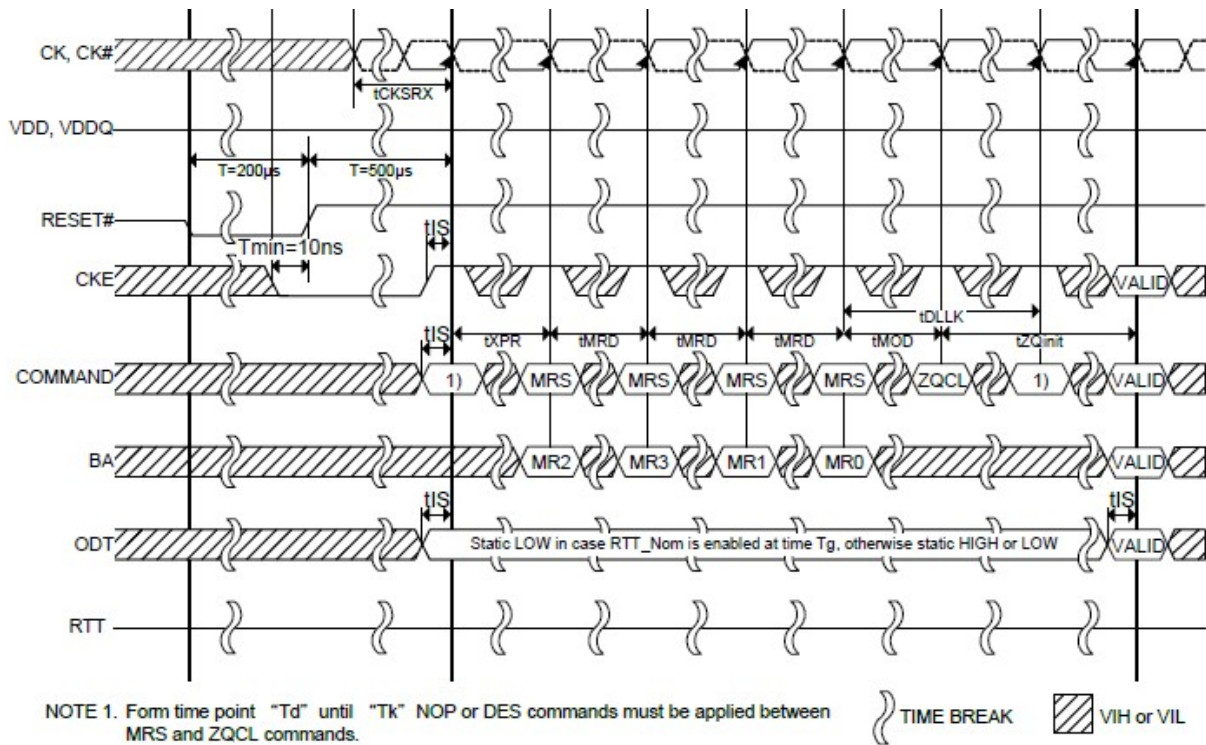 CK, CK#
tCKSRX
VDD, VDDQ
T=200µs
T=500µs
RESET#
tIS
Tmin=10ns
CKE
VALID
tDLLK
tIS
tXPR
tMRD
tMRD
tMRD
tMOD
tZQinit
COMMAND
1)
MRS
MRS
MRS
MRS
ZQCL
1)
VALID
BA
MR2
MR3
MR1
MR0
VALID
tIS
tIS
ODT
Static LOW in case RTT_Nom is enabled at time Tg, otherwise static HIGH or LOW
VALID
RTT
NOTE 1. Form time point “Td” until “Tk” NOP or DES commands must be applied between
MRS and ZQCL commands.
TIME BREAK
VIH or VIL